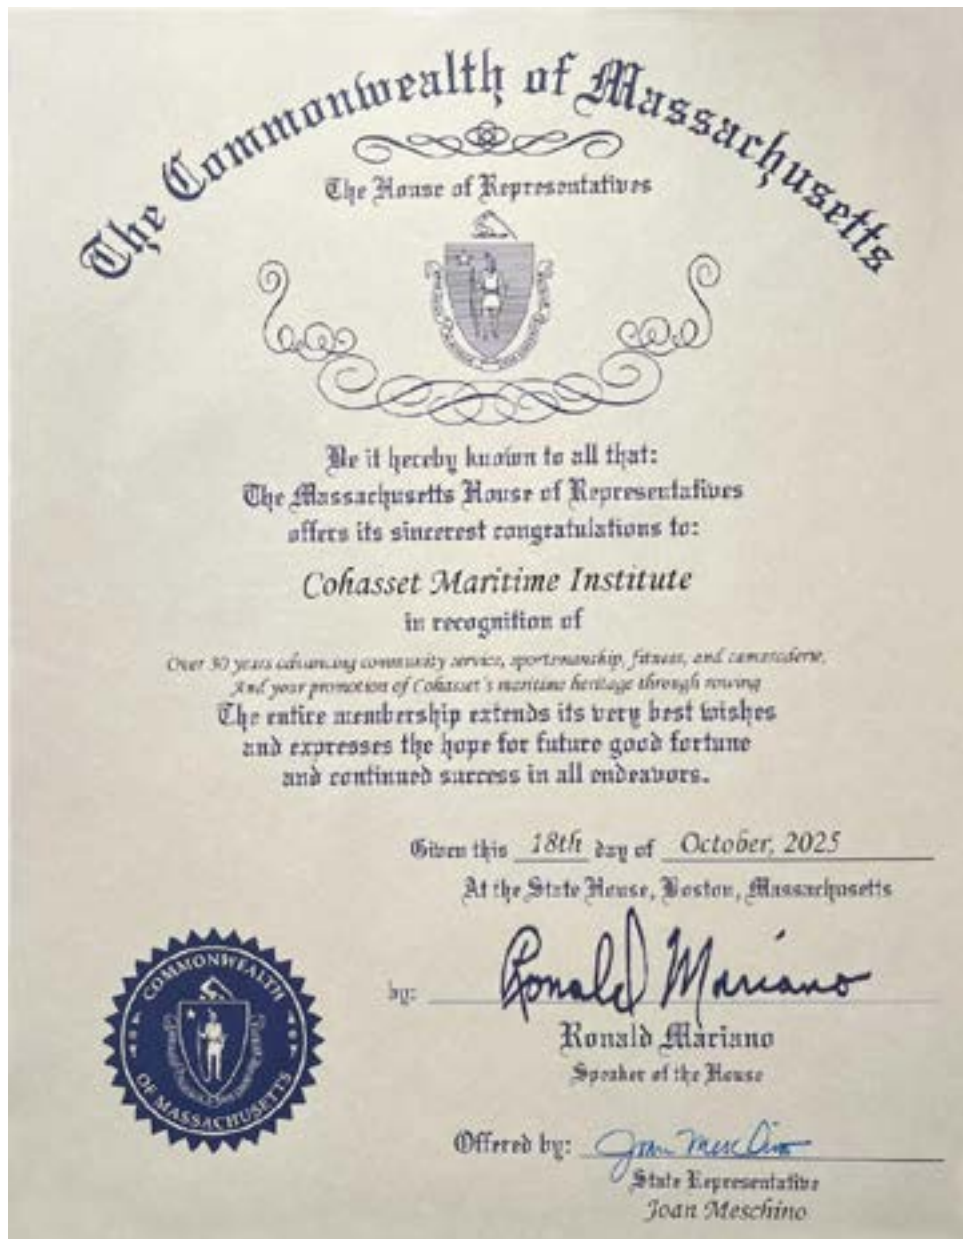 The Commonwealth of Massachusetts
The House of Representatives
Be it hereby known to all that:
The Massachusetts House of Representatives
offers its sincerest congratulations to:
Cohasset Maritime Institute
in recognition of
Over 30 years advancing community service, sportsmanship, fitness, and camaraderie,
And your promotion of Cohasset's maritime heritage through rowing
The entire membership extends its very best wishes
and expresses the hope for future good fortune
and continued success in all endeavors.
Given this 18th day of October, 2025
At the State House, Boston, Massachusetts
by: Ronald Mariano
Ronald Mariano
Speaker of the House
COMMONWEALTH
OF MASSACHUSETTS
Offered by: Joan Meschino
State Representative
Joan Meschino